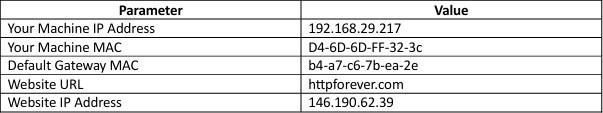 Parameter Value
Your Machine IP Address 192.168.29.217
Your Machine MAC D4-6D-6D-FF-32-3c
Default Gateway MAC b4-a7-c6-7b-ea-2e
Website URL httpforever.com
Website IP Address 146.190.62.39